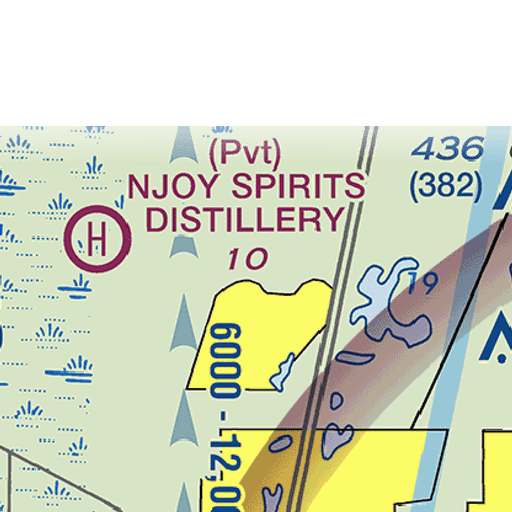 (Pvt)
NJOY SPIRITS
DISTILLERY
10
H
436
(382)
19
6000 - 12,0